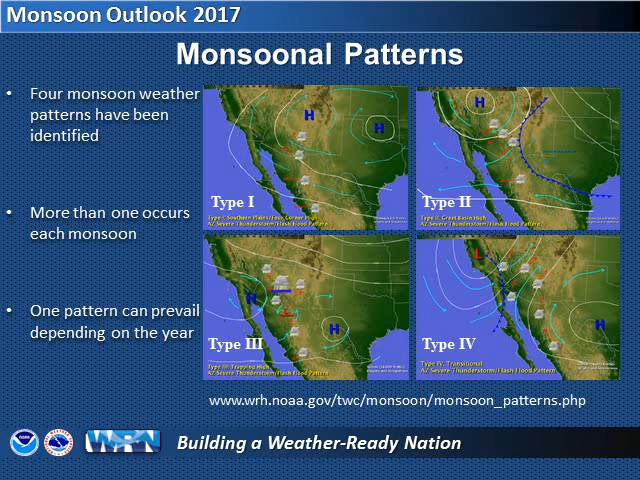 Monsoon Outlook 2017
Monsoonal Patterns
• Four monsoon weather
patterns have been
identified
• More than one occurs
each monsoon
• One pattern can prevail
depending on the year
H
H
Type I
Type I: Southern Plains/Four Corner High
AZ Severe Thunderstorm/Flash Flood Pattern
H
Type II
Type II: Great Basin High
AZ Severe Thunderstorm/Flash Flood Pattern
H
H
Type III
Type III: Trapping High
AZ Severe Thunderstorm/Flash Flood Pattern
L
H
Type IV
Type IV: Transitional
AZ Severe Thunderstorm/Flash Flood Pattern
www.wrh.noaa.gov/twc/monsoon/monsoon_patterns.php
NOAA
WRN
Building a Weather-Ready Nation